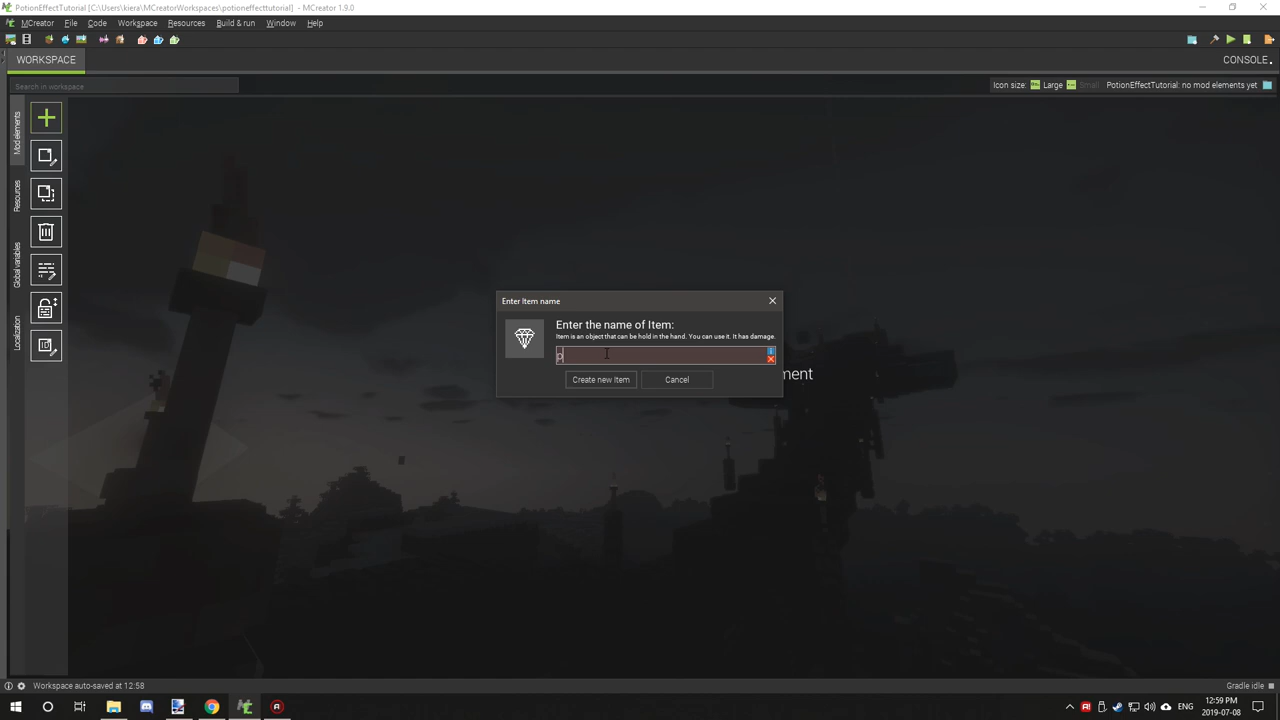 PotionEffectTutorial [C:\Users\kiera\MCreatorWorkspaces\potioneffecttutorial] - MCreator 1.9.0
MCreator File Code Workspace Resources Build & run Window Help
WORKSPACE CONSOLE
Search in workspace Icon size: Large Small PotionEffectTutorial: no mod elements yet
Mod elements
Resources
Global variables
Localization
Enter Item name
Enter the name of Item:
Item is an object that can be held in the hand. You can use it. It has damage.
p
Create new Item Cancel
ment
Workspace auto-saved at 12:58 Gradle idle
ENG 12:59 PM
2019-07-08